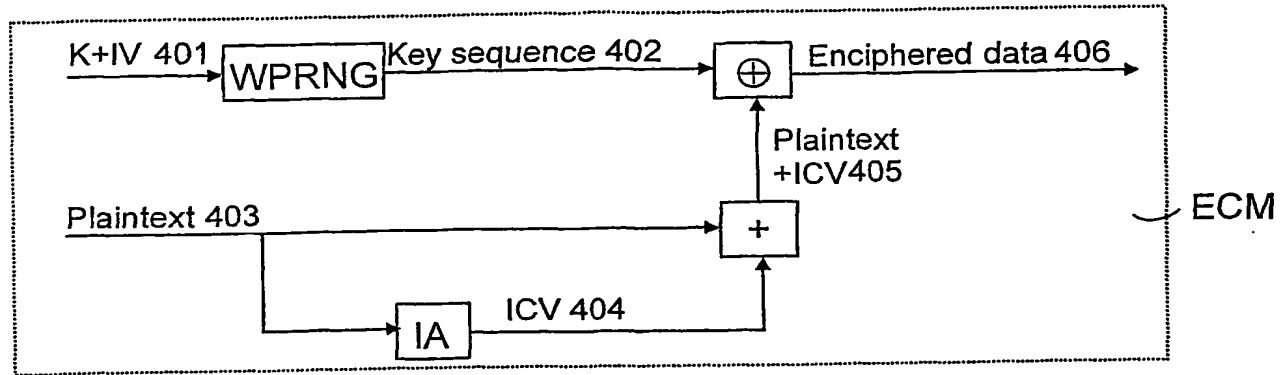 K+IV 401
WPRNG
Key sequence 402
⊕
Enciphered data 406
Plaintext
+ICV405
Plaintext 403
+
ECM
ICV 404
IA